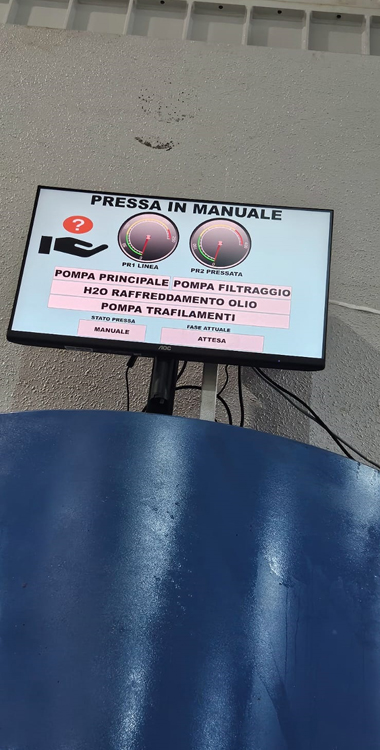 PRESSA IN MANUALE
?
PR1 LINEA
PR2 PRESSATA
POMPA PRINCIPALE
POMPA FILTRAGGIO
H2O RAFFREDDAMENTO OLIO
POMPA TRAFILAMENTI
STATO PRESSA
FASE ATTUALE
MANUALE
ATTESA
AOC